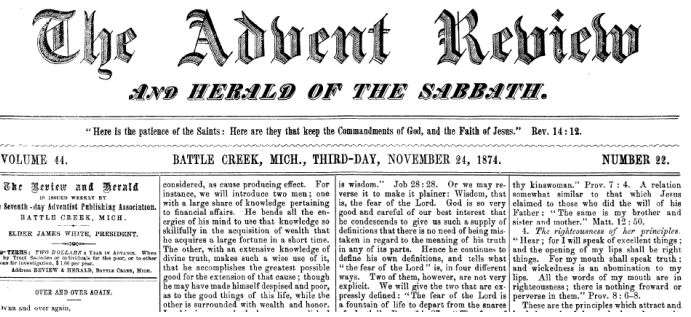 The Advent Review
AND HERALD OF THE SABBATH.
"Here is the patience of the Saints: Here are they that keep the Commandments of God, and the Faith of Jesus." Rev. 14:12.
VOLUME 44. BATTLE CREEK, MICH., THIRD-DAY, NOVEMBER 24, 1874. NUMBER 22.
The Review and Herald
IS ISSUED WEEKLY BY
Seventh-day Adventist Publishing Association.
BATTLE CREEK, MICH.
ELDER JAMES WHITE, PRESIDENT.
TERMS: TWO DOLLARS A YEAR IN ADVANCE. When
by Tract Societies or individuals for the poor, or to other
for investigation, $1.00 per year.
Address REVIEW & HERALD, BATTLE CREEK, MICH.
OVER AND OVER AGAIN.
OVER and over again,
considered, as cause producing effect. For
instance, we will introduce two men; one
with a large share of knowledge pertaining
to financial affairs. He bends all the en-
ergies of his mind to use that knowledge so
skillfully in the acquisition of wealth that
he acquires a large fortune in a short time.
The other, with an extensive knowledge of
divine truth, makes such a wise use of it,
that he accomplishes the greatest possible
good for the extension of that cause; though
he may have made himself despised and poor,
as to the good things of this life, while the
other is surrounded with wealth and honor.
is wisdom." Job 28:28. Or we may re-
verse it to make it plainer: Wisdom, that
is, the fear of the Lord. God is so very
good and careful of our best interest that
he condescends to give us such a supply of
definitions that there is no need of being mis-
taken in regard to the meaning of his truth
in any of its parts. Hence he continues to
define his own definitions, and tells what
"the fear of the Lord" is, in four different
ways. Two of them, however, are not very
explicit. We will give the two that are ex-
pressly defined: "The fear of the Lord is
a fountain of life to depart from the snares
thy kinswoman." Prov. 7:4. A relation
somewhat similar to that which Jesus
claimed to those who did the will of his
Father: "The same is my brother and
sister and mother." Matt. 12:50.
4. The righteousness of her principles.
"Hear; for I will speak of excellent things;
and the opening of my lips shall be right
things. For my mouth shall speak truth;
and wickedness is an abomination to my
lips. All the words of my mouth are in
righteousness; there is nothing froward or
perverse in them." Prov. 8:6-8.
These are the principles which attract and